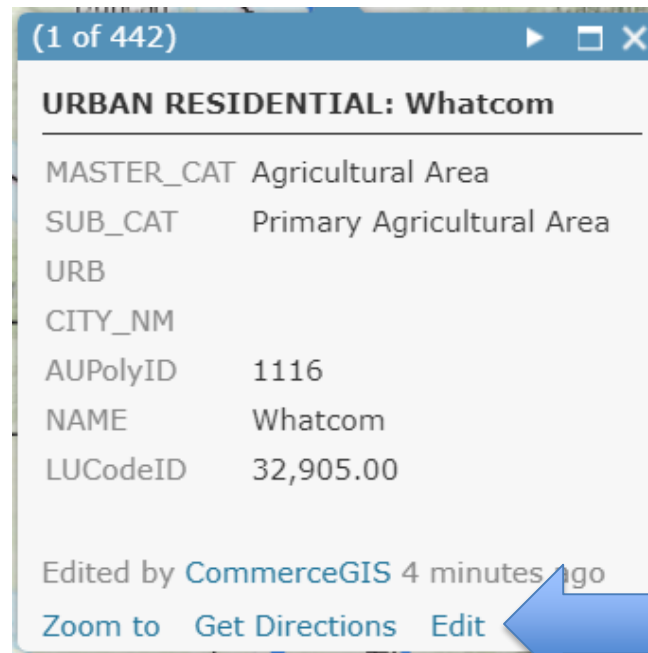 (1 of 442)
URBAN RESIDENTIAL: Whatcom
MASTER_CAT Agricultural Area
SUB_CAT Primary Agricultural Area
URB
CITY_NM
AUPolyID 1116
NAME Whatcom
LUCodeID 32,905.00
Edited by CommerceGIS 4 minutes ago
Zoom to Get Directions Edit